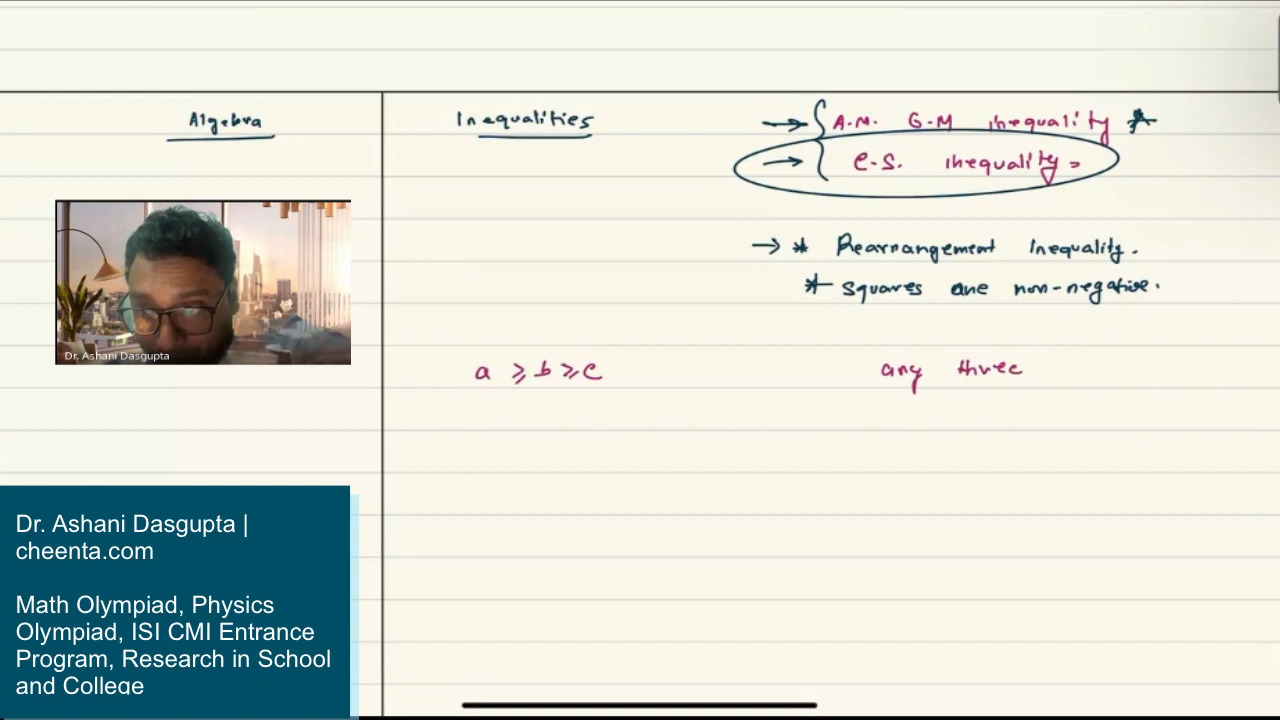 Algebra
Inequalities
→ { A.M. G.M inequality *
→ { C.S. inequality
→ * Rearrangement Inequality.
* squares are non-negative.
a ⩾ b ⩾ c
any three
Dr. Ashani Dasgupta
Dr. Ashani Dasgupta |
cheenta.com
Math Olympiad, Physics
Olympiad, ISI CMI Entrance
Program, Research in School
and College